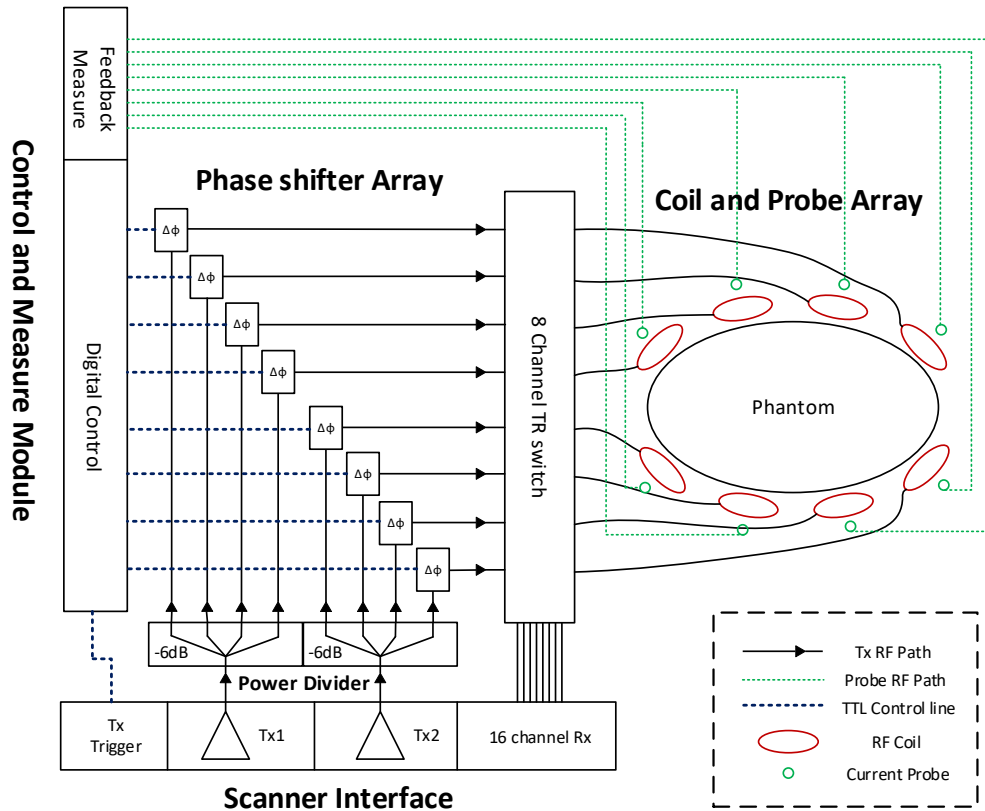 Feedback
Measure
Control and Measure Module
Digital Control
Phase shifter Array
Coil and Probe Array
Δϕ
Δϕ
Δϕ
Δϕ
Δϕ
Δϕ
Δϕ
Δϕ
8 Channel TR switch
Phantom
-6dB
-6dB
Power Divider
Tx
Trigger
Tx1
Tx2
16 channel Rx
Scanner Interface
Tx RF Path
Probe RF Path
TTL Control line
RF Coil
Current Probe